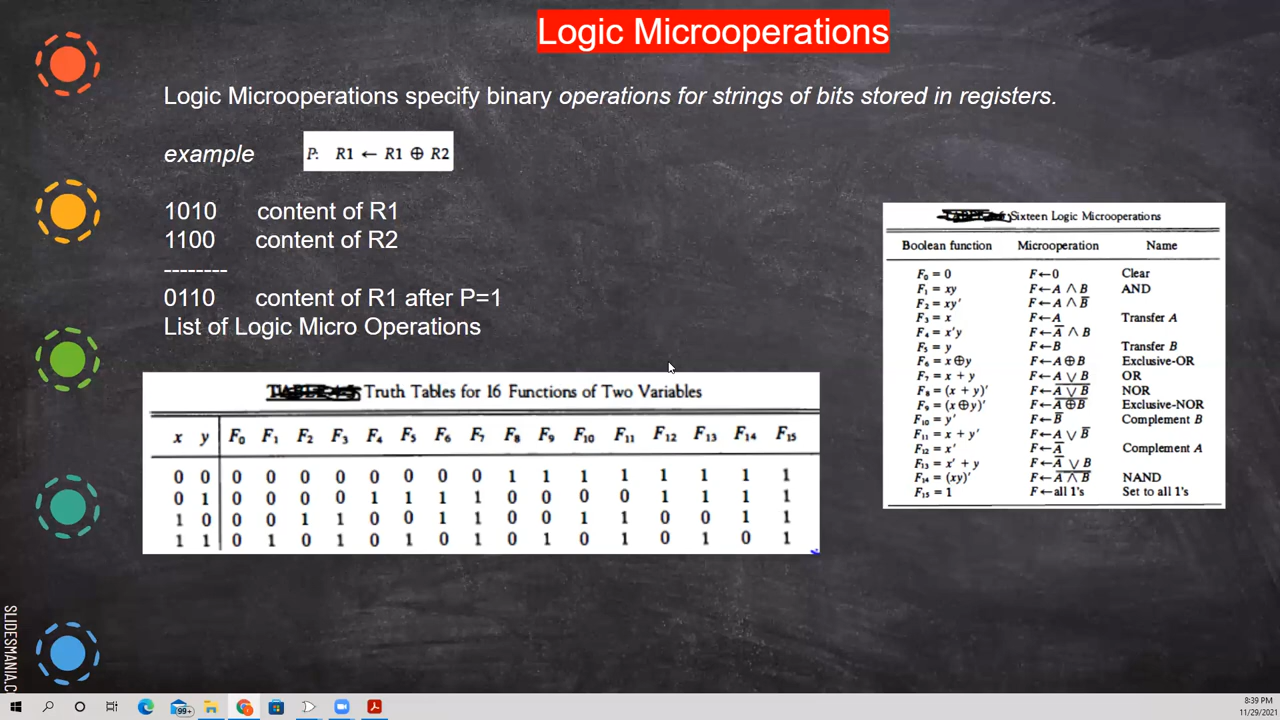 Logic Microoperations
Logic Microoperations specify binary operations for strings of bits stored in registers.
example P: R1 ← R1 ⊕ R2
1010 content of R1
1100 content of R2
--------
0110 content of R1 after P=1
List of Logic Micro Operations
Truth Tables for 16 Functions of Two Variables
x y F₀ F₁ F₂ F₃ F₄ F₅ F₆ F₇ F₈ F₉ F₁₀ F₁₁ F₁₂ F₁₃ F₁₄ F₁₅
0 0 0 0 0 0 0 0 0 0 1 1 1 1 1 1 1 1
0 1 0 0 0 0 1 1 1 1 0 0 0 0 1 1 1 1
1 0 0 0 1 1 0 0 1 1 0 0 1 1 0 0 1 1
1 1 0 1 0 1 0 1 0 1 0 1 0 1 0 1 0 1
Sixteen Logic Microoperations
Boolean function Microoperation Name
F₀ = 0 F←0 Clear
F₁ = xy F←A ∧ B AND
F₂ = xy' F←A ∧ B̅
F₃ = x F←A Transfer A
F₄ = x'y F←A̅ ∧ B
F₅ = y F←B Transfer B
F₆ = x⊕y F←A ⊕ B Exclusive-OR
F₇ = x + y F←A ∨ B OR
F₈ = (x + y)' F←A̅ ̅∨̅ ̅B̅ NOR
F₉ = (x⊕y)' F←A̅ ̅⊕̅ ̅B̅ Exclusive-NOR
F₁₀ = y' F←B̅ Complement B
F₁₁ = x + y' F←A ∨ B̅
F₁₂ = x' F←A̅ Complement A
F₁₃ = x' + y F←A̅ ∨ B
F₁₄ = (xy)' F←A̅ ̅∧̅ ̅B̅ NAND
F₁₅ = 1 F←all 1's Set to all 1's
SLIDESMANIA.C
99+
8:39 PM
11/29/2021